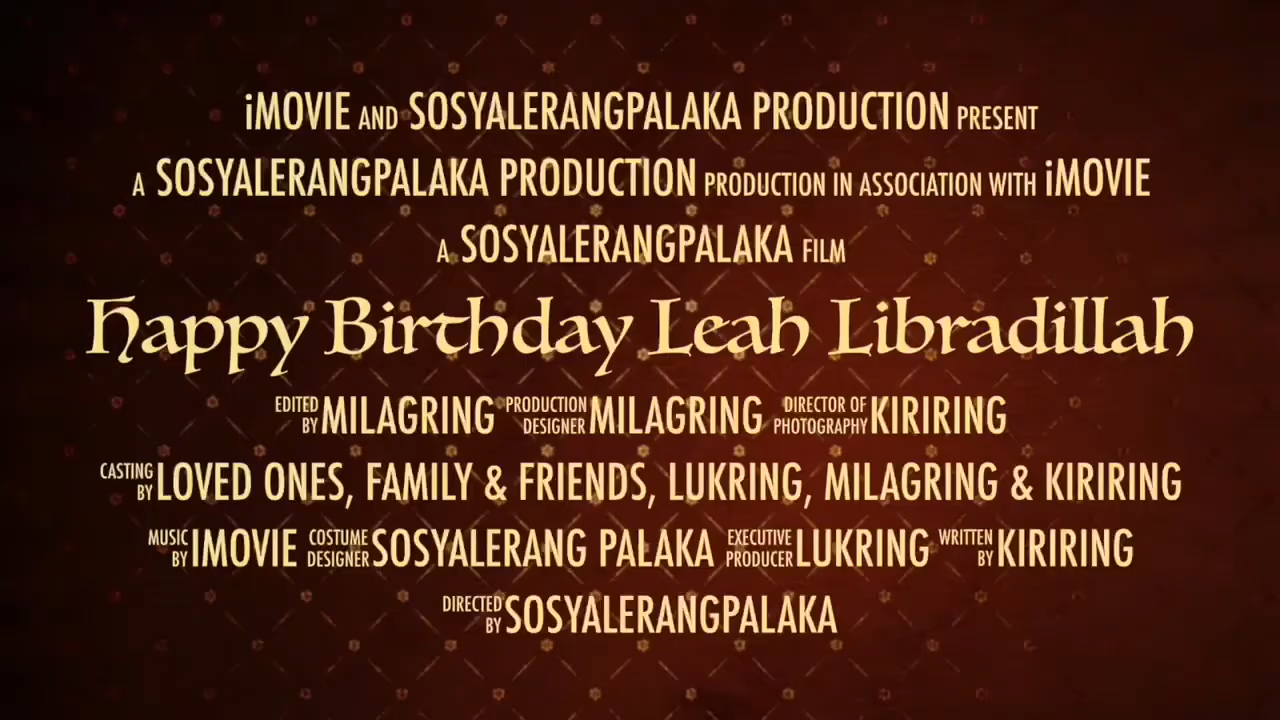 iMOVIE AND SOSYALERANGPALAKA PRODUCTION PRESENT
A SOSYALERANGPALAKA PRODUCTION PRODUCTION IN ASSOCIATION WITH iMOVIE
A SOSYALERANGPALAKA FILM
Happy Birthday Leah Libradillah
EDITED BY MILAGRING PRODUCTION DESIGNER MILAGRING DIRECTOR OF PHOTOGRAPHY KIRIRING
CASTING BY LOVED ONES, FAMILY & FRIENDS, LUKRING, MILAGRING & KIRIRING
MUSIC BY IMOVIE COSTUME DESIGNER SOSYALERANG PALAKA EXECUTIVE PRODUCER LUKRING WRITTEN BY KIRIRING
DIRECTED BY SOSYALERANGPALAKA